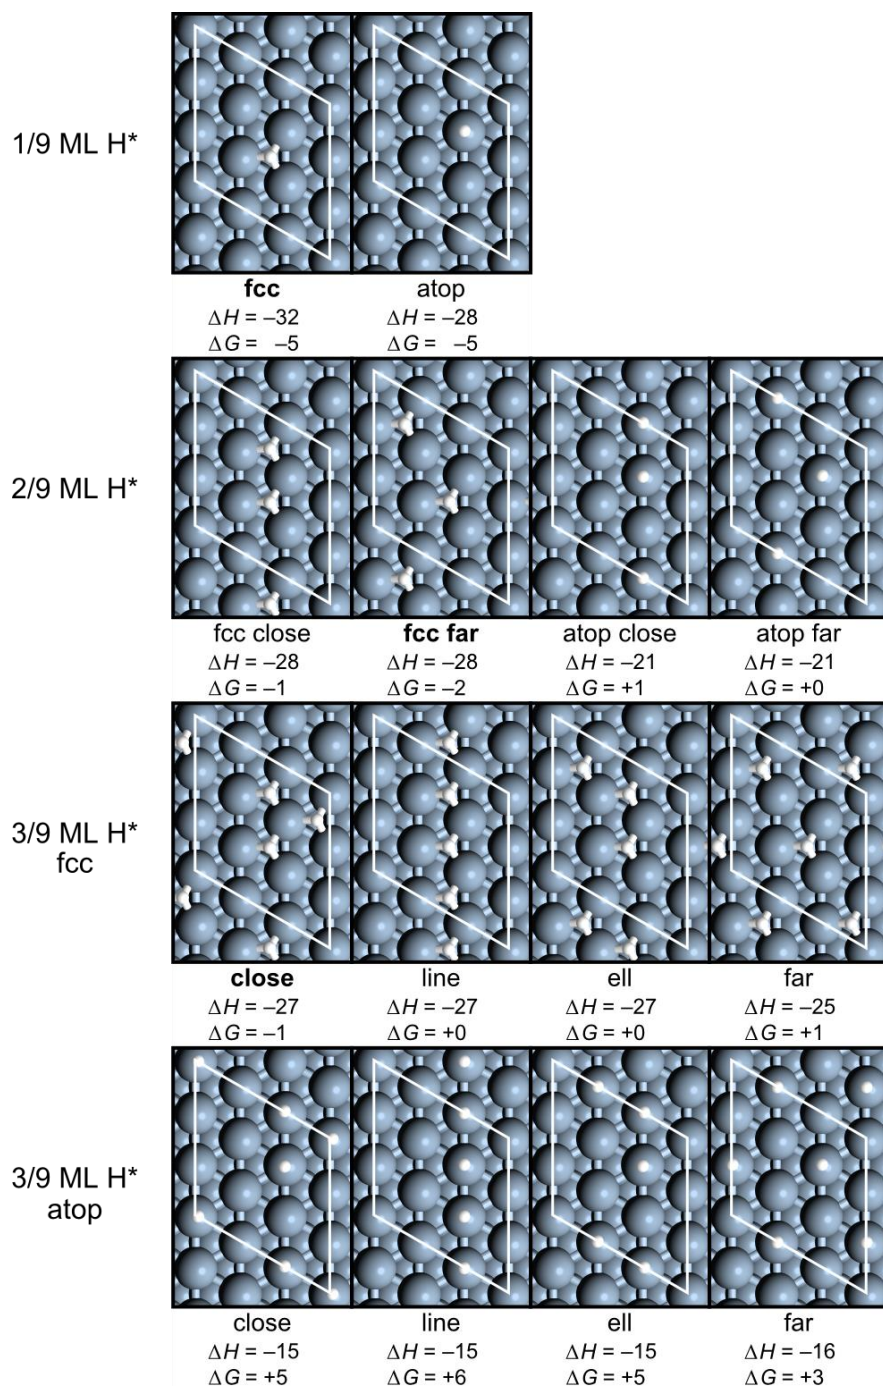 1/9 ML H*
fcc atop
ΔH = –32 ΔH = –28
ΔG = –5 ΔG = –5
2/9 ML H*
fcc close fcc far atop close atop far
ΔH = –28 ΔH = –28 ΔH = –21 ΔH = –21
ΔG = –1 ΔG = –2 ΔG = +1 ΔG = +0
3/9 ML H*
fcc
close line ell far
ΔH = –27 ΔH = –27 ΔH = –27 ΔH = –25
ΔG = –1 ΔG = +0 ΔG = +0 ΔG = +1
3/9 ML H*
atop
close line ell far
ΔH = –15 ΔH = –15 ΔH = –15 ΔH = –16
ΔG = +5 ΔG = +6 ΔG = +5 ΔG = +3